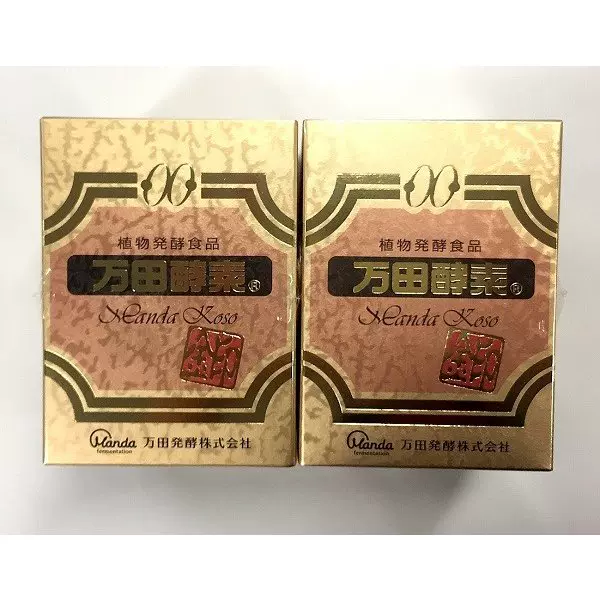 植物発酵食品
万田酵素®
Manda Koso
Manda
fermentation
万田発酵株式会社
植物発酵食品
万田酵素®
Manda Koso
Manda
fermentation
万田発酵株式会社